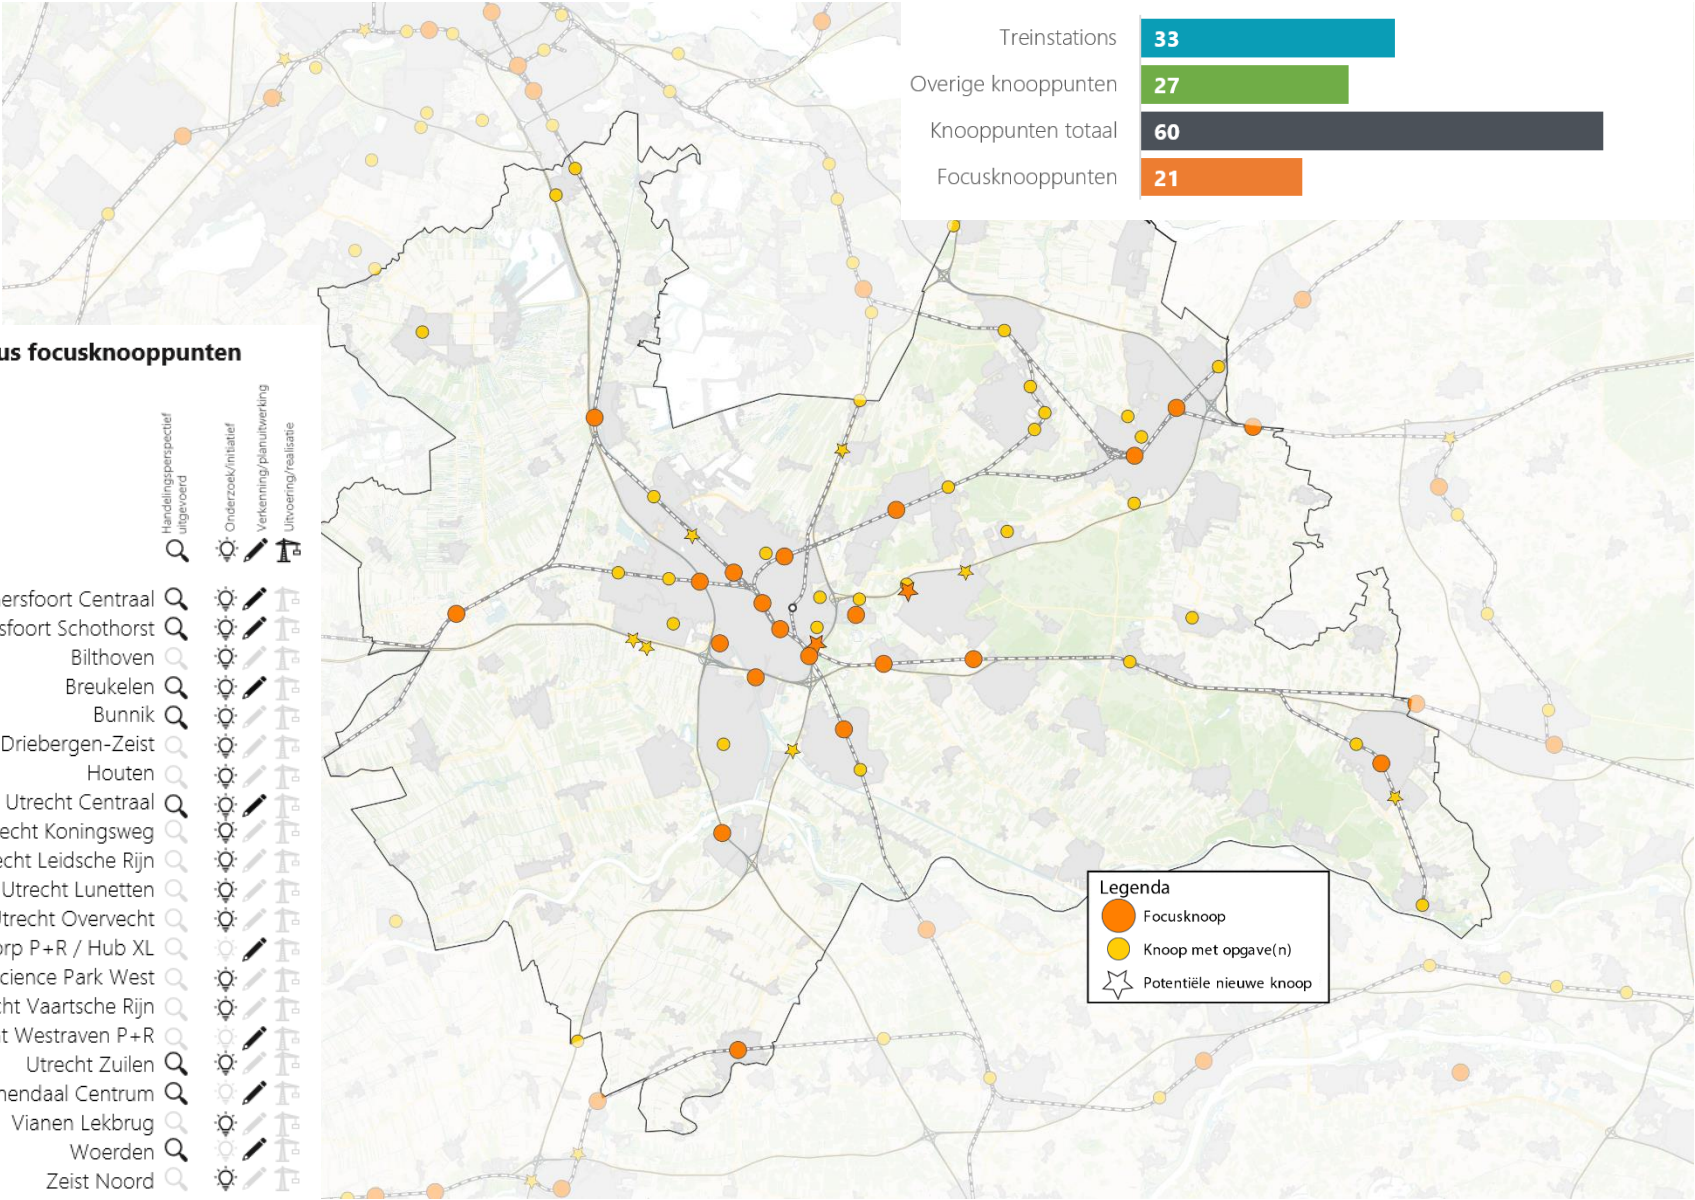 Treinstations 33
Overige knooppunten 27
Knooppunten totaal 60
Focusknooppunten 21
us focusknooppunten
Handelingsperspectief
uitgevoerd
Onderzoek/initiatief
Verkenning/planuitwerking
Uitvoering/realisatie
ersfoort Centraal
sfoort Schothorst
Bilthoven
Breukelen
Bunnik
Driebergen-Zeist
Houten
Utrecht Centraal
echt Koningsweg
echt Leidsche Rijn
Utrecht Lunetten
Utrecht Overvecht
orp P+R / Hub XL
cience Park West
cht Vaartsche Rijn
nt Westraven P+R
Utrecht Zuilen
nendaal Centrum
Vianen Lekbrug
Woerden
Zeist Noord
Legenda
Focusknoop
Knoop met opgave(n)
Potentiële nieuwe knoop